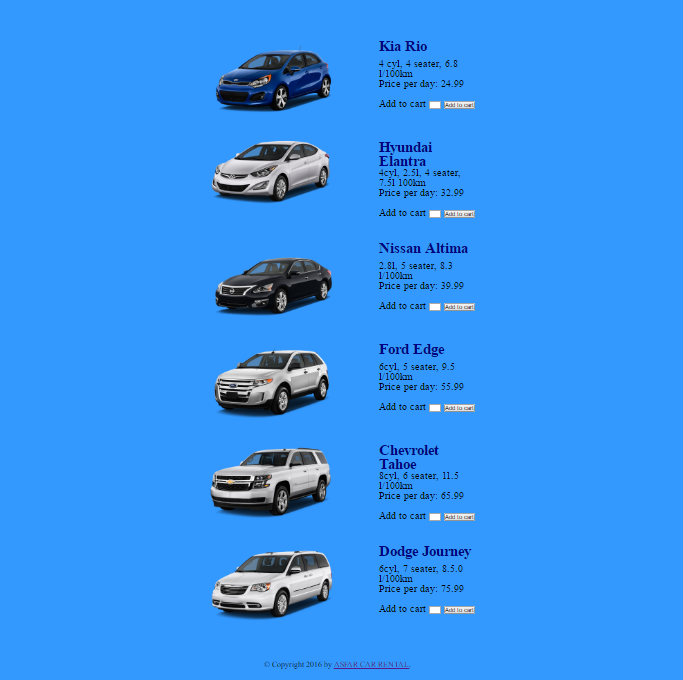 Kia Rio
4 cyl, 4 seater, 6.8
l/100km
Price per day: 24.99
Add to cart Add to cart
Hyundai
Elantra
4cyl, 2.5l, 4 seater,
7.5l 100km
Price per day: 32.99
Add to cart Add to cart
Nissan Altima
2.8l, 5 seater, 8.3
l/100km
Price per day: 39.99
Add to cart Add to cart
Ford Edge
6cyl, 5 seater, 9.5
l/100km
Price per day: 55.99
Add to cart Add to cart
Chevrolet
Tahoe
8cyl, 6 seater, 11.5
l/100km
Price per day: 65.99
Add to cart Add to cart
Dodge Journey
6cyl, 7 seater, 8.5.0
l/100km
Price per day: 75.99
Add to cart Add to cart
© Copyright 2016 by ASFAR CAR RENTAL.